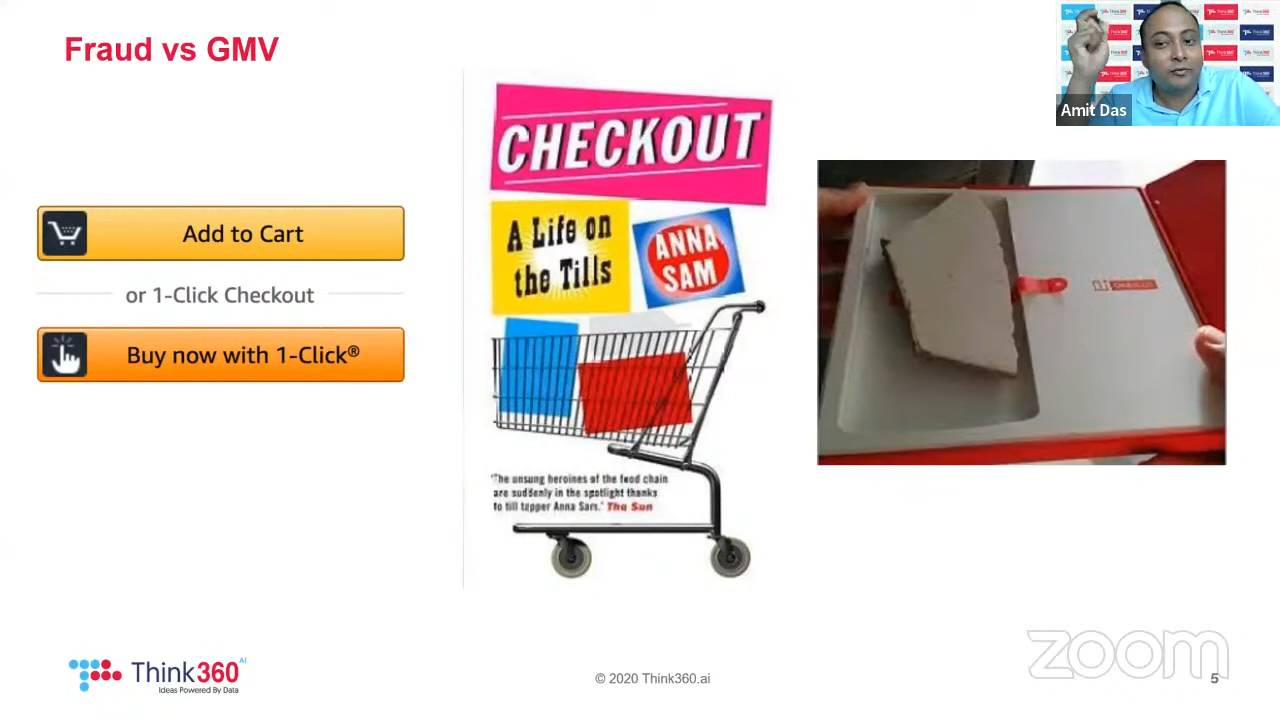 Fraud vs GMV
Amit Das
Add to Cart
or 1-Click Checkout
Buy now with 1-Click®
CHECKOUT
A Life on
the Tills
ANNA
SAM
'The unsung heroines of the food chain
are suddenly in the spotlight thanks
to till tapper Anna Sam.' The Sun
Think360 AI
Ideas Powered By Data
© 2020 Think360.ai
zoom
5